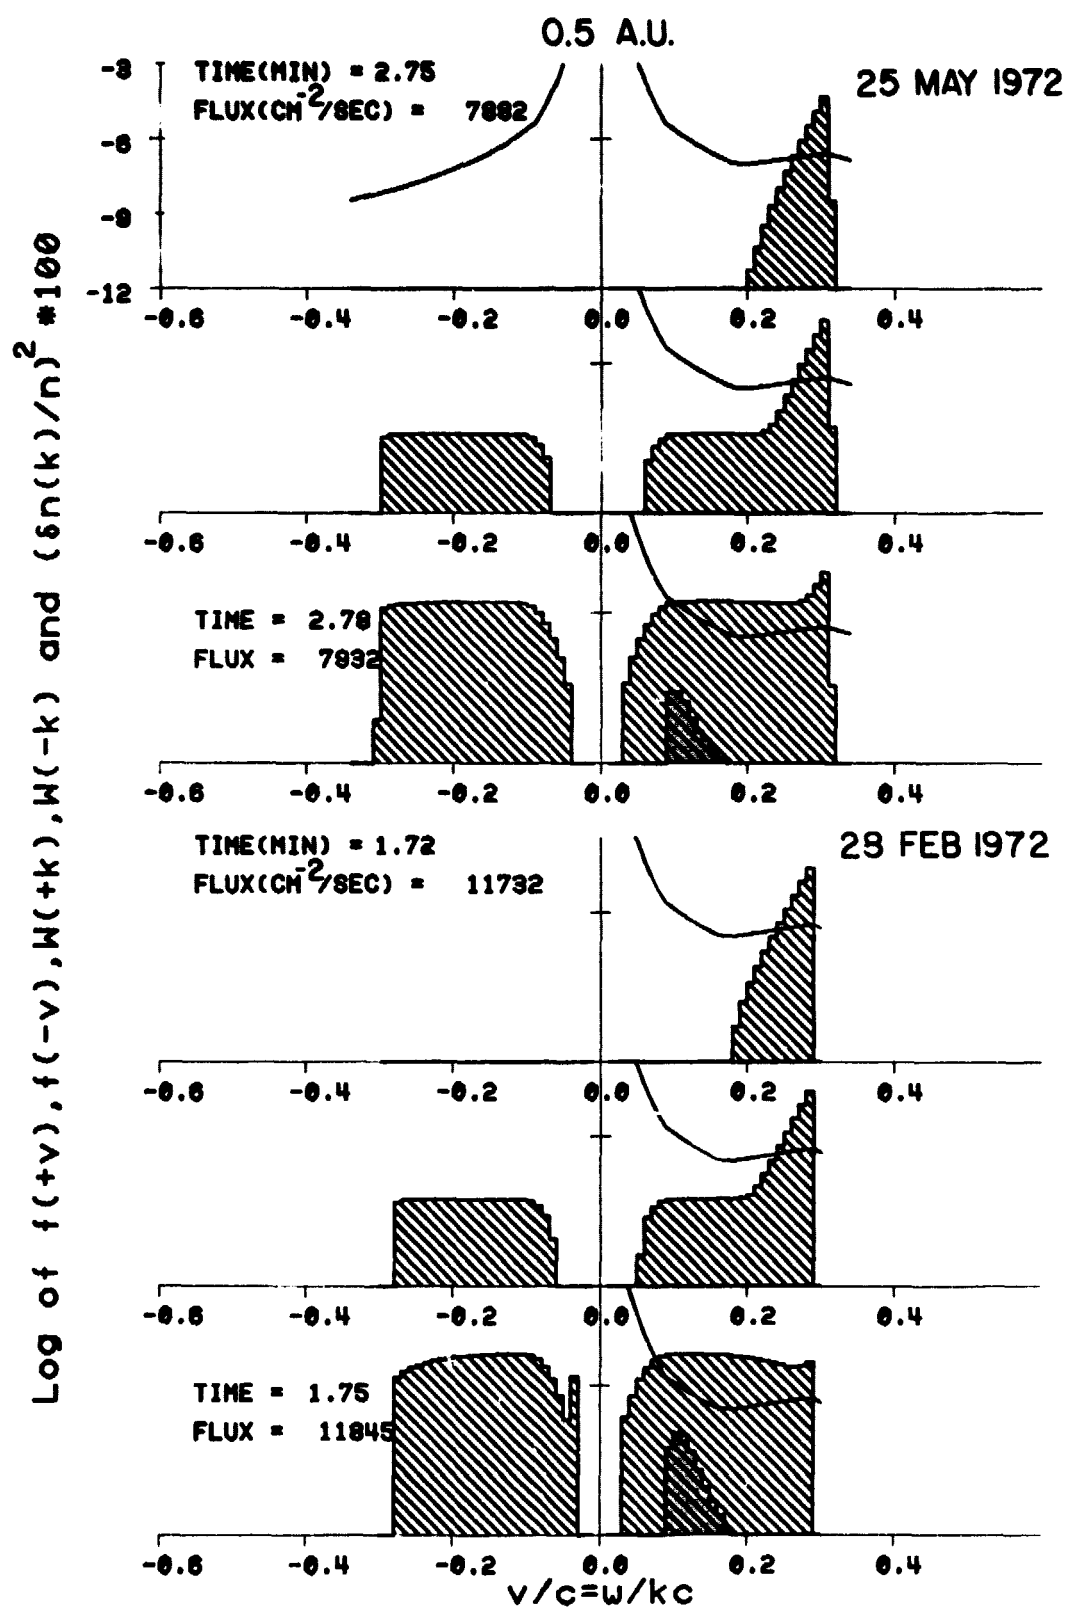 0.5 A.U.
TIME(MIN) = 2.75
FLUX(CM-2/SEC) = 7882
25 MAY 1972
-3
-6
-9
-12
-0.6 -0.4 -0.2 0.0 0.2 0.4
-0.6 -0.4 -0.2 0.0 0.2 0.4
TIME = 2.78
FLUX = 7932
-0.6 -0.4 -0.2 0.0 0.2 0.4
TIME(MIN) = 1.72
FLUX(CM-2/SEC) = 11732
28 FEB 1972
-0.6 -0.4 -0.2 0.0 0.2 0.4
-0.6 -0.4 -0.2 0.0 0.2 0.4
TIME = 1.75
FLUX = 11845
-0.6 -0.4 -0.2 0.0 0.2 0.4
v/c=w/kc
Log of f(+v),f(-v),W(+k),W(-k) and (δn(k)/n)2 *100